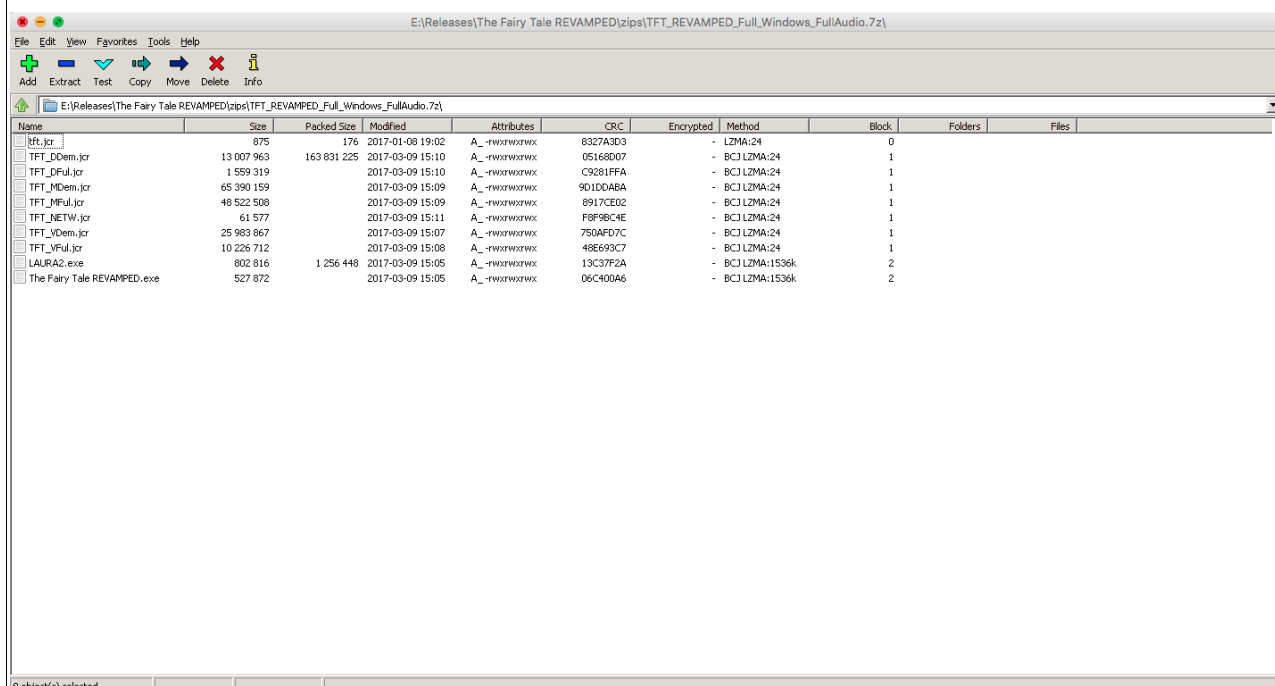 E:\Releases\The Fairy Tale REVAMPED\zips\TFT_REVAMPED_Full_Windows_FullAudio.7z\
File Edit View Favorites Tools Help
Add Extract Test Copy Move Delete Info
E:\Releases\The Fairy Tale REVAMPED\zips\TFT_REVAMPED_Full_Windows_FullAudio.7z\
Name Size Packed Size Modified Attributes CRC Encrypted Method Block Folders Files
tft.jcr 875 176 2017-01-08 19:02 A_-rwxrwxrwx 8327A3D3 - LZMA:24 0
TFT_DDem.jcr 13 007 963 163 831 225 2017-03-09 15:10 A_-rwxrwxrwx 05168D07 - BCJ LZMA:24 1
TFT_DFul.jcr 1 559 319 2017-03-09 15:10 A_-rwxrwxrwx C9281FFA - BCJ LZMA:24 1
TFT_MDem.jcr 65 390 159 2017-03-09 15:09 A_-rwxrwxrwx 9D1DDABA - BCJ LZMA:24 1
TFT_MFul.jcr 48 522 508 2017-03-09 15:09 A_-rwxrwxrwx 8917CE02 - BCJ LZMA:24 1
TFT_NETW.jcr 61 577 2017-03-09 15:11 A_-rwxrwxrwx F8F9BC4E - BCJ LZMA:24 1
TFT_VDem.jcr 25 983 867 2017-03-09 15:07 A_-rwxrwxrwx 750AFD7C - BCJ LZMA:24 1
TFT_VFul.jcr 10 226 712 2017-03-09 15:08 A_-rwxrwxrwx 48E693C7 - BCJ LZMA:24 1
LAURA2.exe 802 816 1 256 448 2017-03-09 15:05 A_-rwxrwxrwx 13C37F2A - BCJ LZMA:1536k 2
The Fairy Tale REVAMPED.exe 527 872 2017-03-09 15:05 A_-rwxrwxrwx 06C400A6 - BCJ LZMA:1536k 2
0 object(s) selected